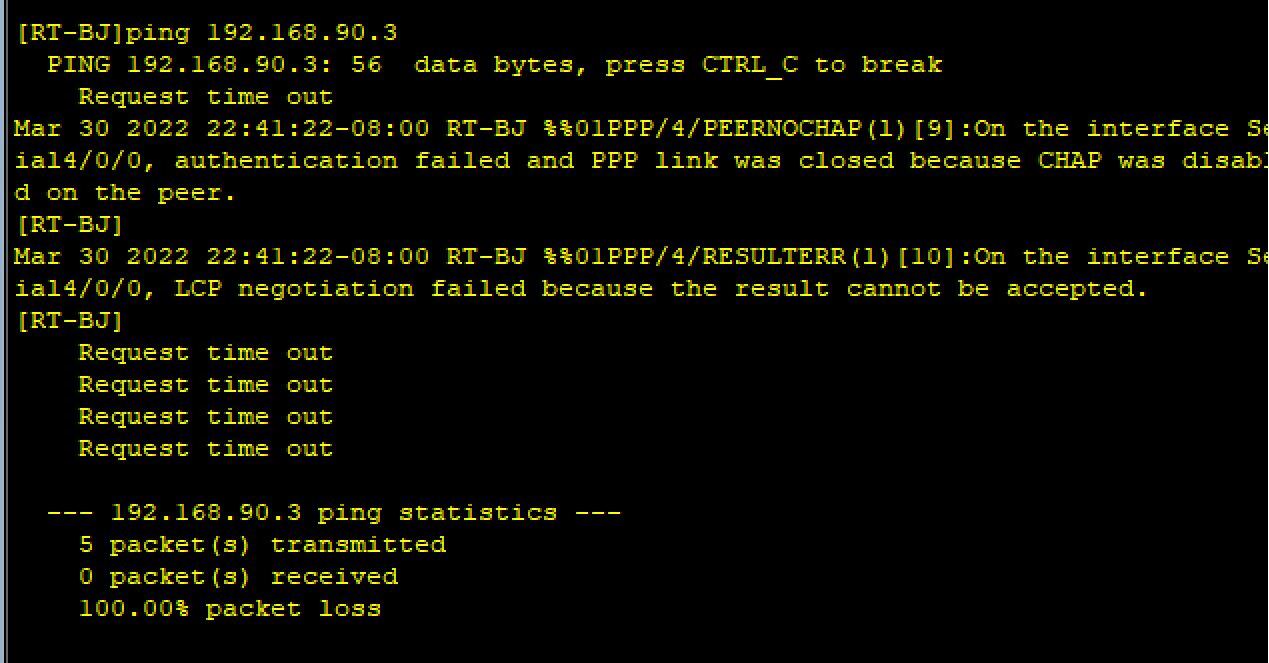 [RT-BJ]ping 192.168.90.3
PING 192.168.90.3: 56  data bytes, press CTRL_C to break
Request time out
Mar 30 2022 22:41:22-08:00 RT-BJ %%01PPP/4/PEERNOCHAP(l)[9]:On the interface Se
ial4/0/0, authentication failed and PPP link was closed because CHAP was disabl
d on the peer.
[RT-BJ]
Mar 30 2022 22:41:22-08:00 RT-BJ %%01PPP/4/RESULTERR(l)[10]:On the interface Se
ial4/0/0, LCP negotiation failed because the result cannot be accepted.
[RT-BJ]
Request time out
Request time out
Request time out
Request time out
--- 192.168.90.3 ping statistics ---
5 packet(s) transmitted
0 packet(s) received
100.00% packet loss